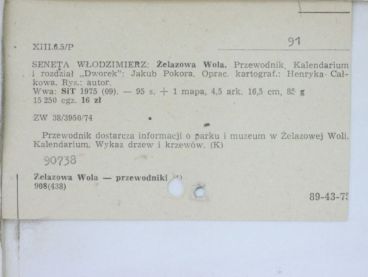 91
XIII.6.5/P
SENETA WŁODZIMIERZ: Żelazowa Wola. Przewodnik. Kalendarium
i rozdział „Dworek": Jakub Pokora. Oprac. kartograf.: Henryka Cał-
kowa. Rys.: autor.
Wwa: SiT 1975 (09). — 95 s. + 1 mapa, 4,5 ark. 16,5 cm, 85 g
15 250 egz. 16 zł
ZW 38/3950/74
Przewodnik dostarcza informacji o parku i muzeum w Żelazowej Woli.
Kalendarium. Wykaz drzew i krzewów. (K)
90738
Żelazowa Wola — przewodniki
908(438)
89-43-75